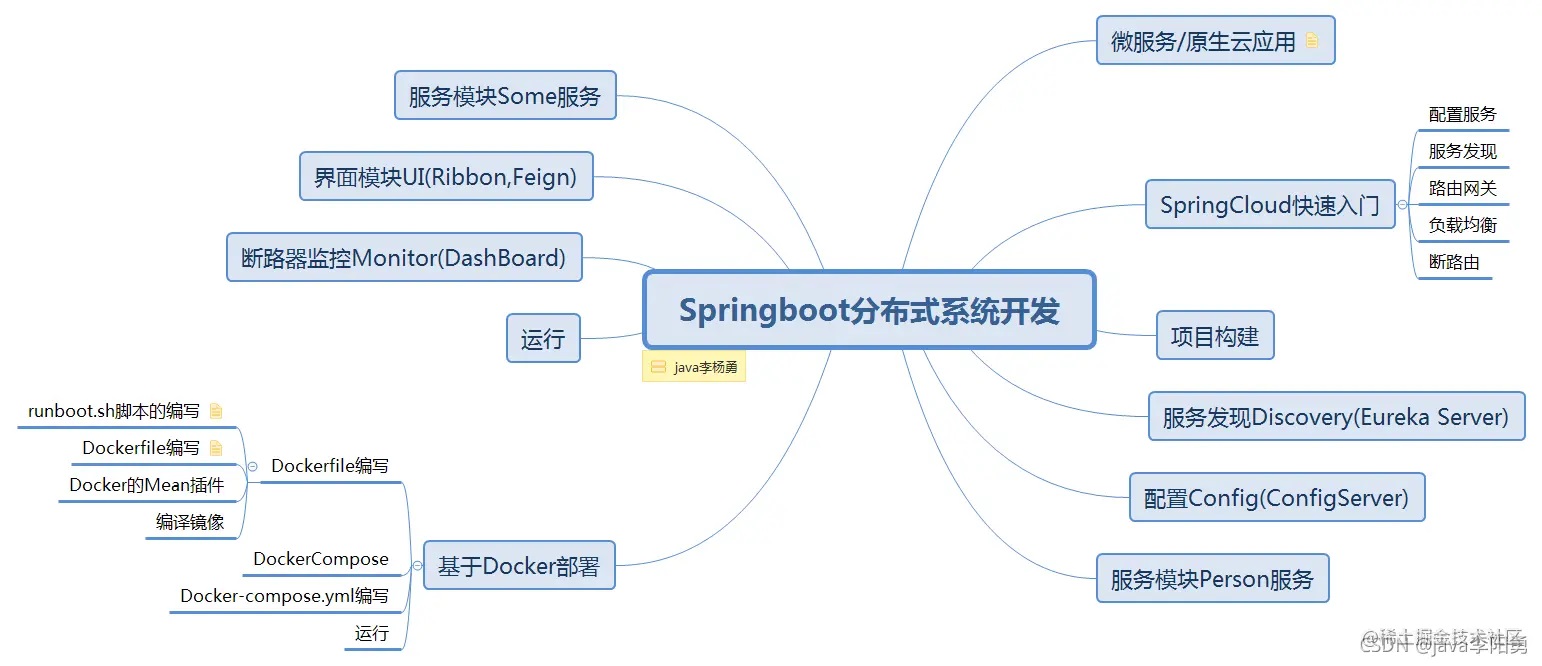 Springboot分布式系统开发
java李杨勇
微服务/原生云应用
SpringCloud快速入门
配置服务
服务发现
路由网关
负载均衡
断路由
项目构建
服务发现Discovery(Eureka Server)
配置Config(ConfigServer)
服务模块Person服务
服务模块Some服务
界面模块UI(Ribbon,Feign)
断路器监控Monitor(DashBoard)
运行
基于Docker部署
Dockerfile编写
runboot.sh脚本的编写
Dockerfile编写
Docker的Mean插件
编译镜像
DockerCompose
Docker-compose.yml编写
运行
@稀土掘金技术社区
CSDN @java李阳勇